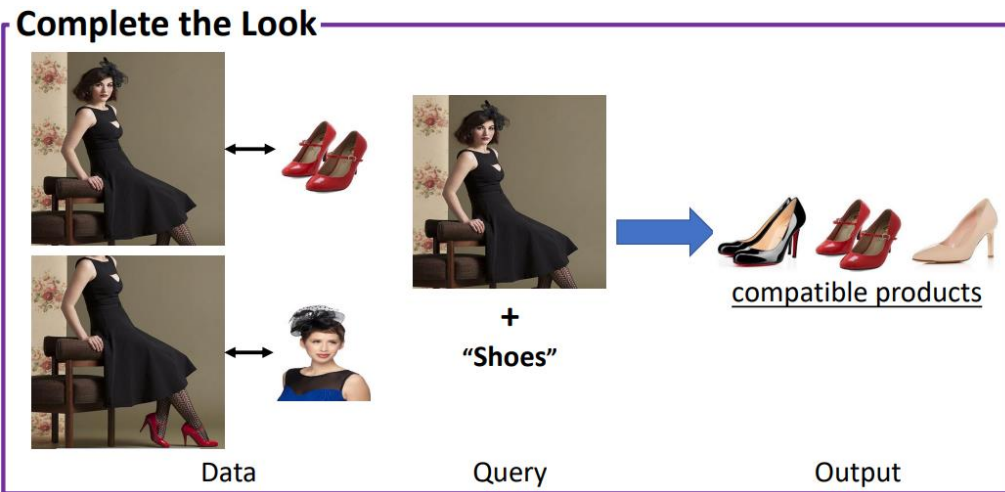 Complete the Look
+
“Shoes”
compatible products
Data
Query
Output